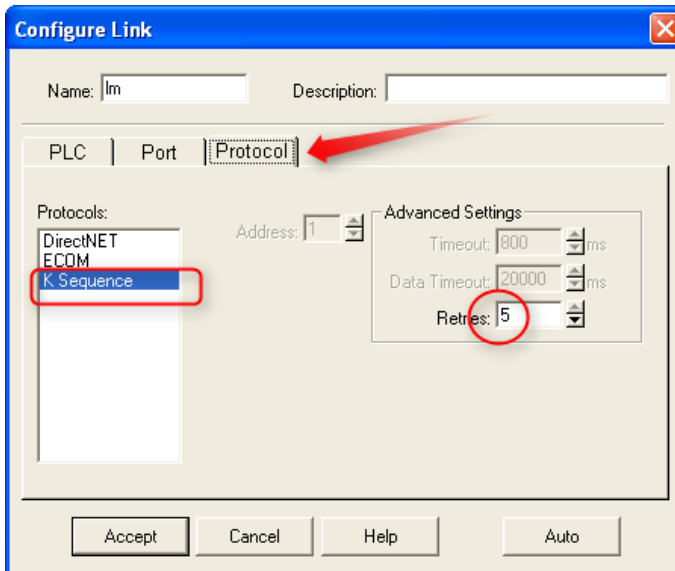 Configure Link
Name: lm Description:
PLC Port Protocol
Protocols:
DirectNET
ECOM
K Sequence
Address: 1
Advanced Settings
Timeout: 800 ms
Data Timeout: 20000 ms
Retries: 5
Accept Cancel Help Auto